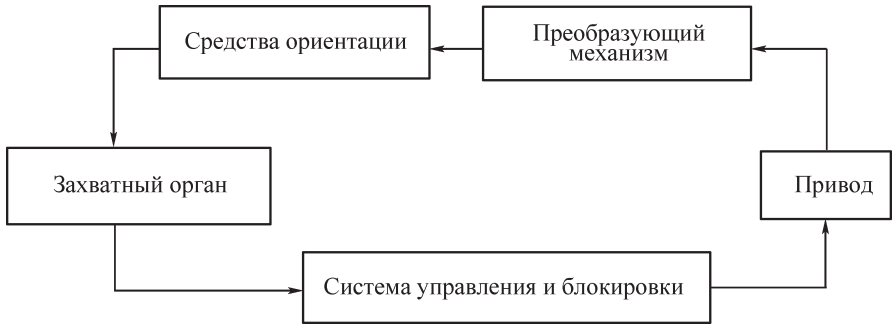 Средства ориентации
Преобразующий
механизм
Захватный орган
Привод
Система управления и блокировки